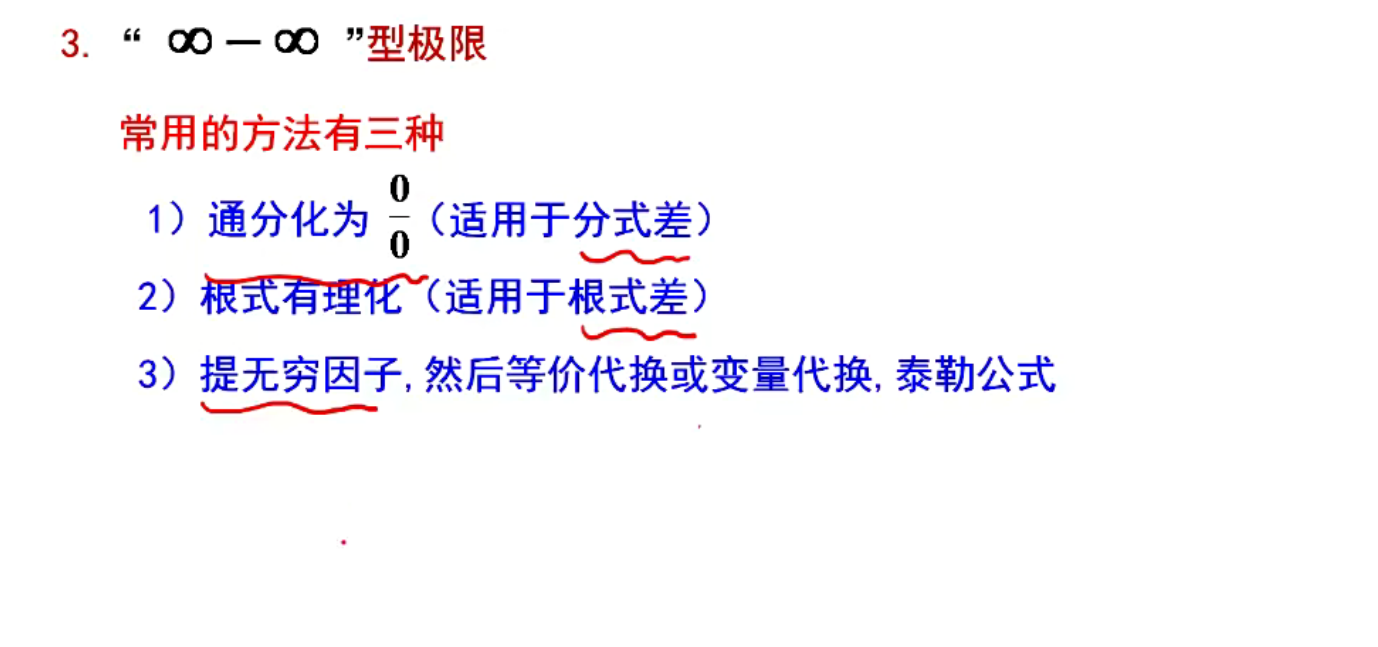 3. “ ∞ — ∞ ”型极限
常用的方法有三种
1）通分化为 0/0（适用于分式差）
2）根式有理化（适用于根式差）
3）提无穷因子, 然后等价代换或变量代换, 泰勒公式